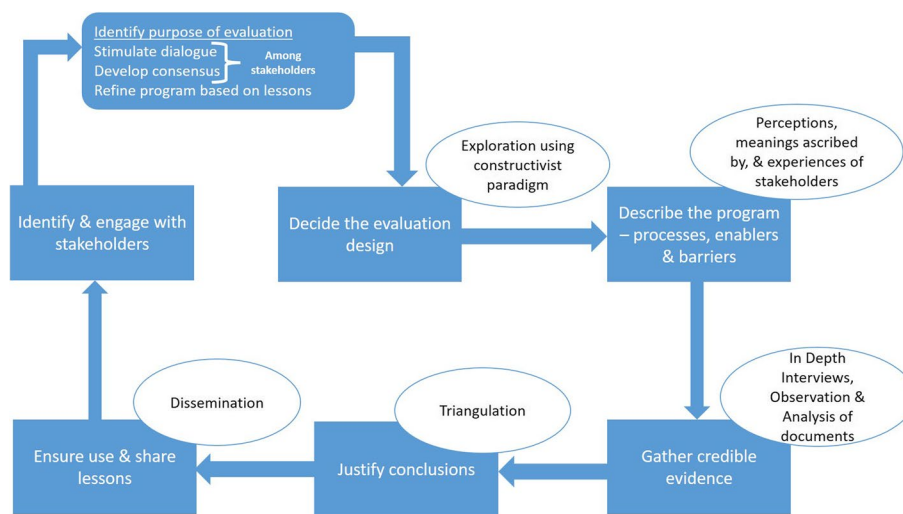 Identify purpose of evaluation
Stimulate dialogue
Develop consensus
Among
stakeholders
Refine program based on lessons
Identify & engage with
stakeholders
Decide the evaluation
design
Exploration using
constructivist
paradigm
Describe the program
– processes, enablers
& barriers
Perceptions,
meanings ascribed
by, & experiences of
stakeholders
Ensure use & share
lessons
Dissemination
Justify conclusions
Triangulation
Gather credible
evidence
In Depth
Interviews,
Observation &
Analysis of
documents